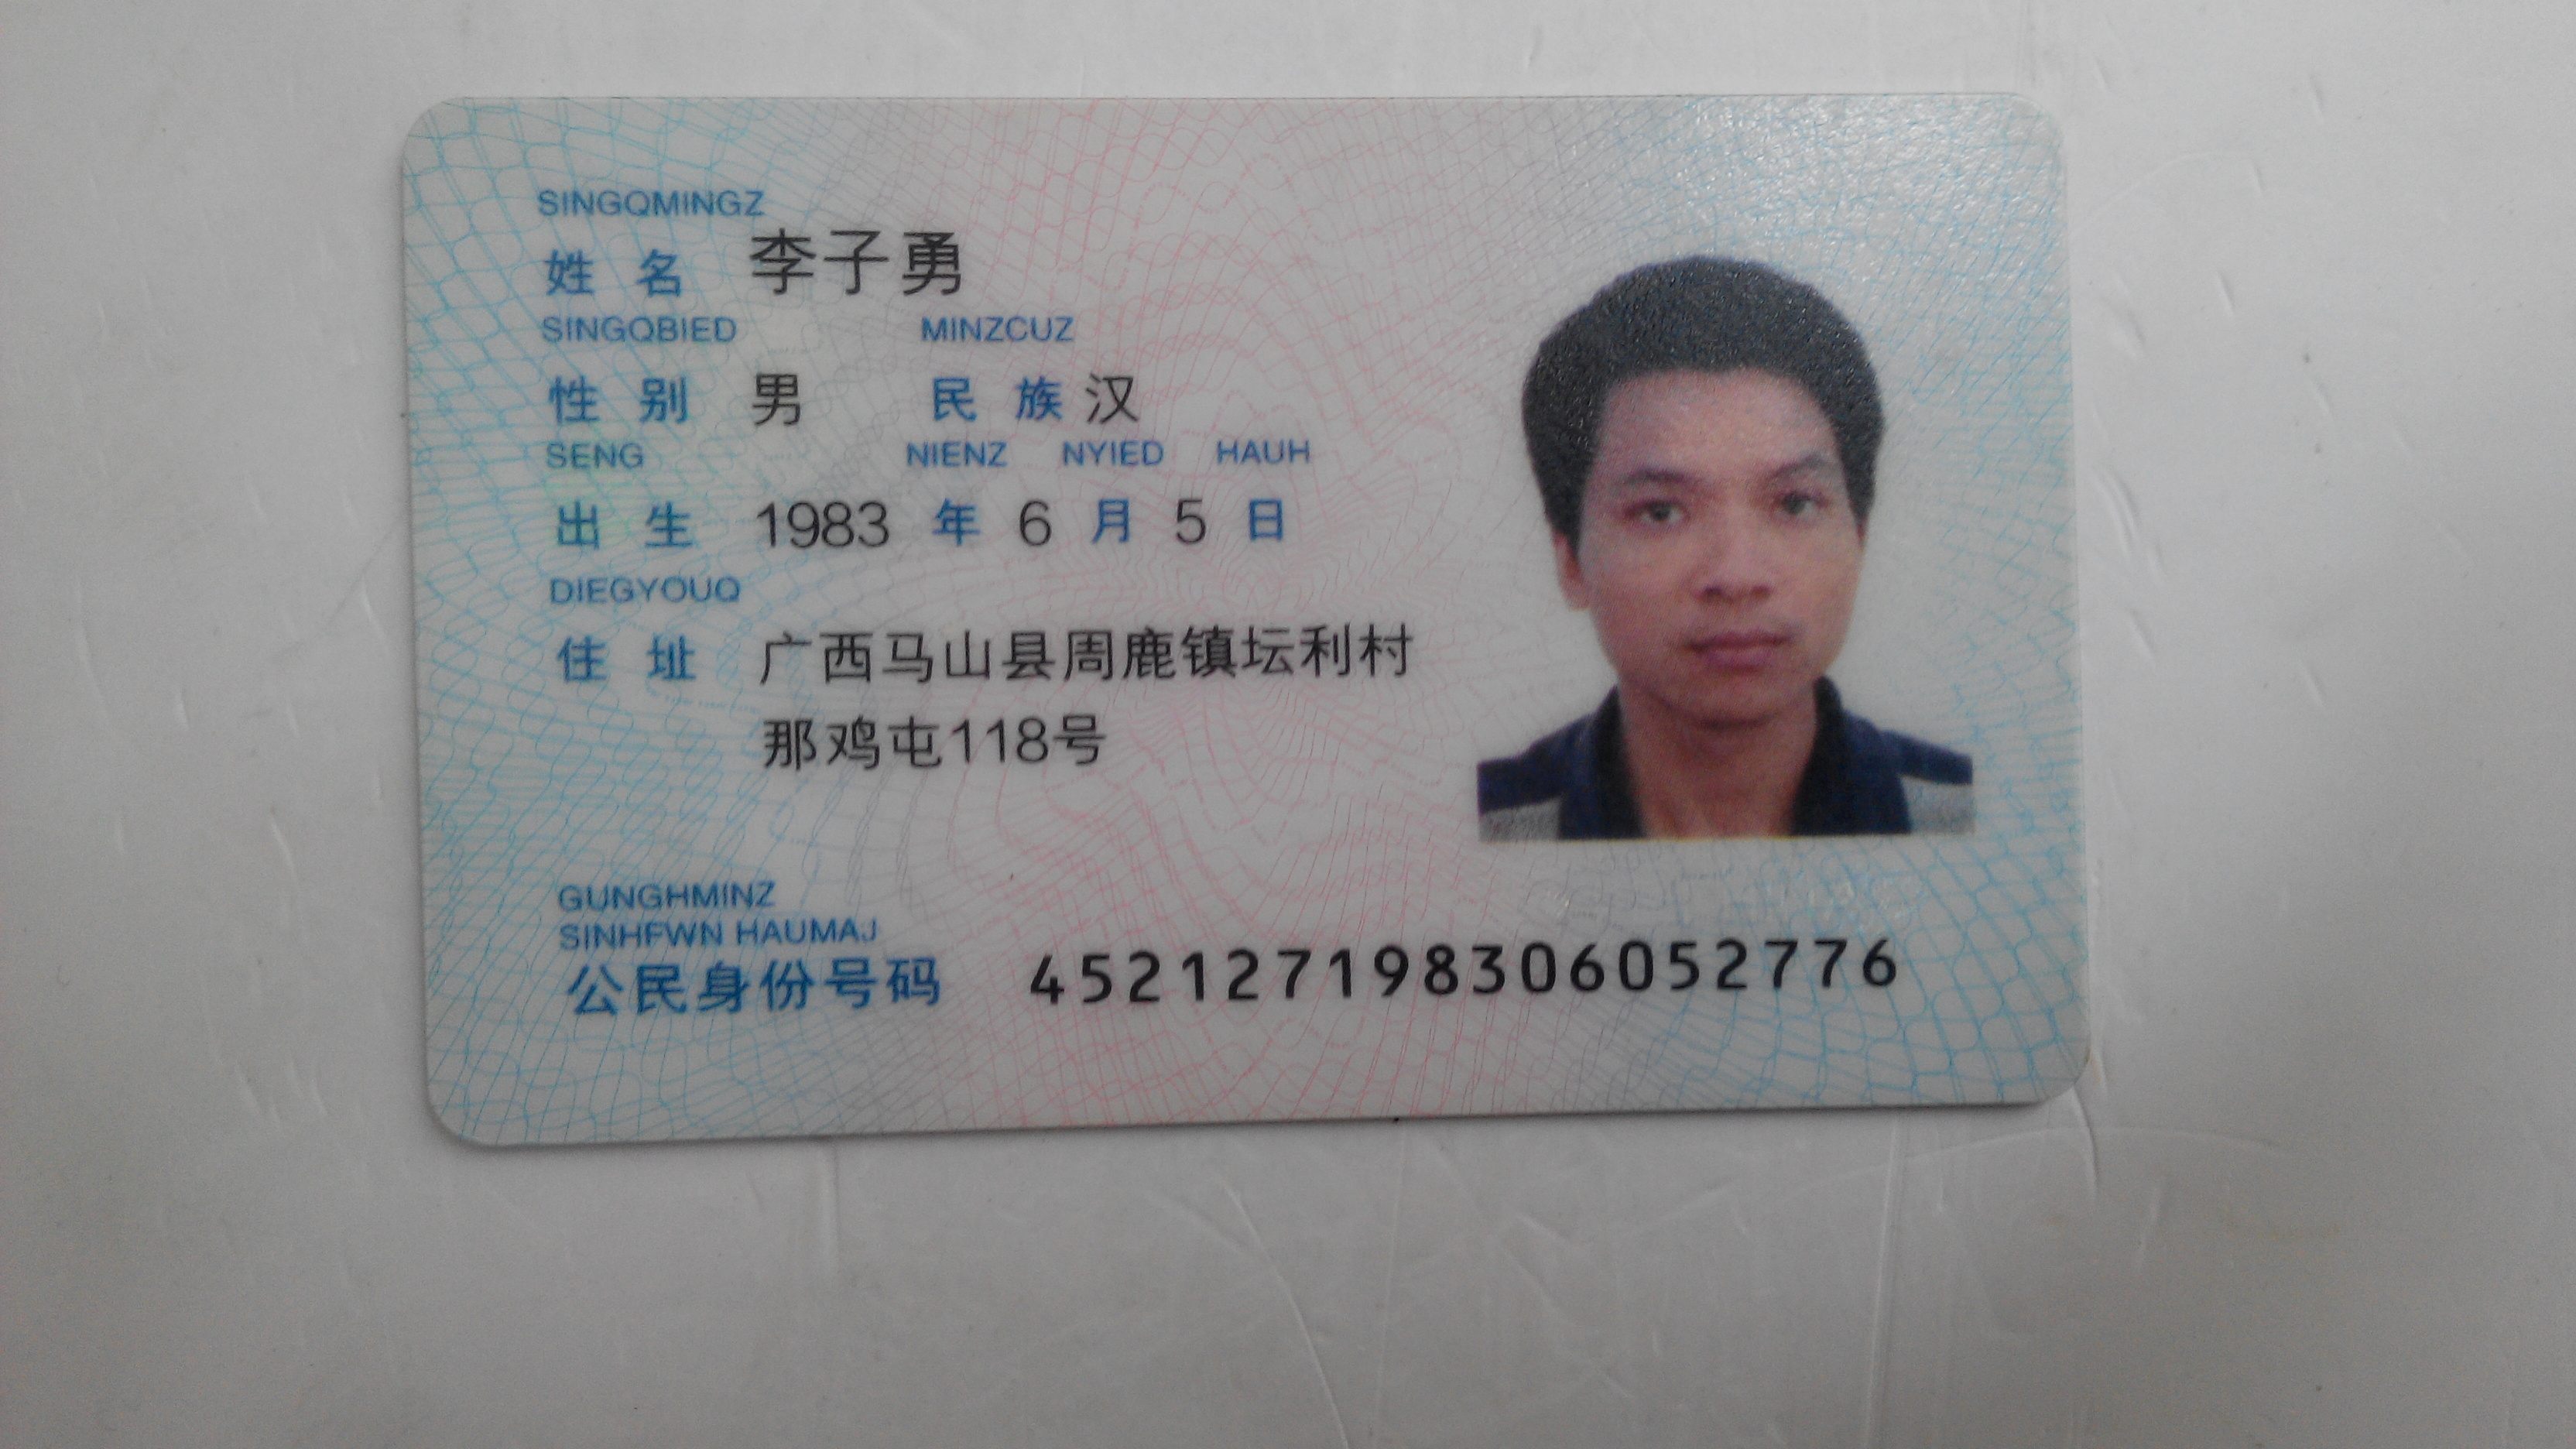 SINGQMINGZ
姓 名 李子勇
SINGQBIED MINZCUZ
性 别 男 民 族 汉
SENG NIENZ NYIED HAUH
出 生 1983 年 6 月 5 日
DIEGYOUQ
住 址 广西马山县周鹿镇坛利村
那鸡屯118号
GUNGHMINZ
SINHFWN HAUMAJ
公民身份号码 452127198306052776